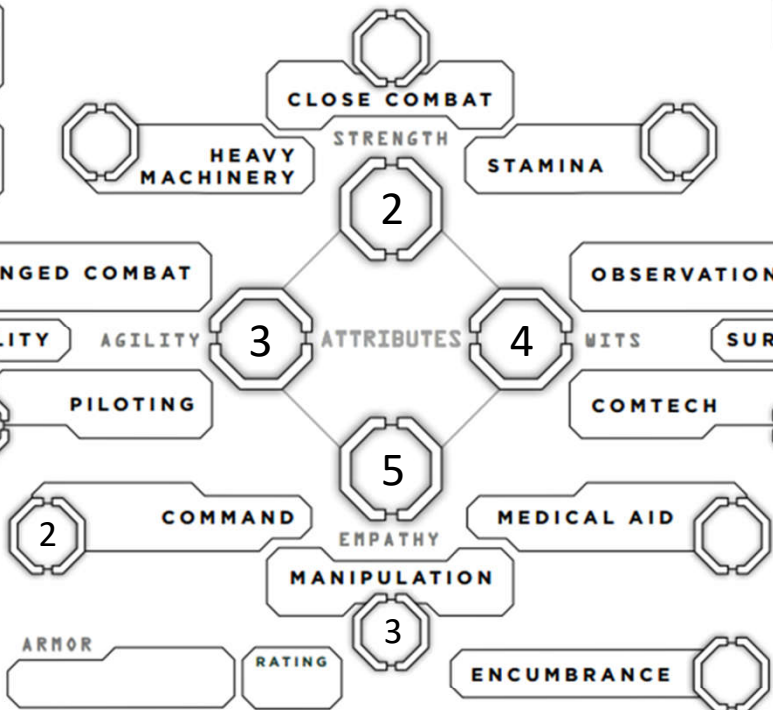 CLOSE COMBAT
STRENGTH
HEAVY
MACHINERY
STAMINA
2
NGED COMBAT
OBSERVATION
LITY
AGILITY
3
ATTRIBUTES
4
WITS
SUR
PILOTING
COMTECH
5
2
COMMAND
MEDICAL AID
EMPATHY
MANIPULATION
3
ARMOR
RATING
ENCUMBRANCE